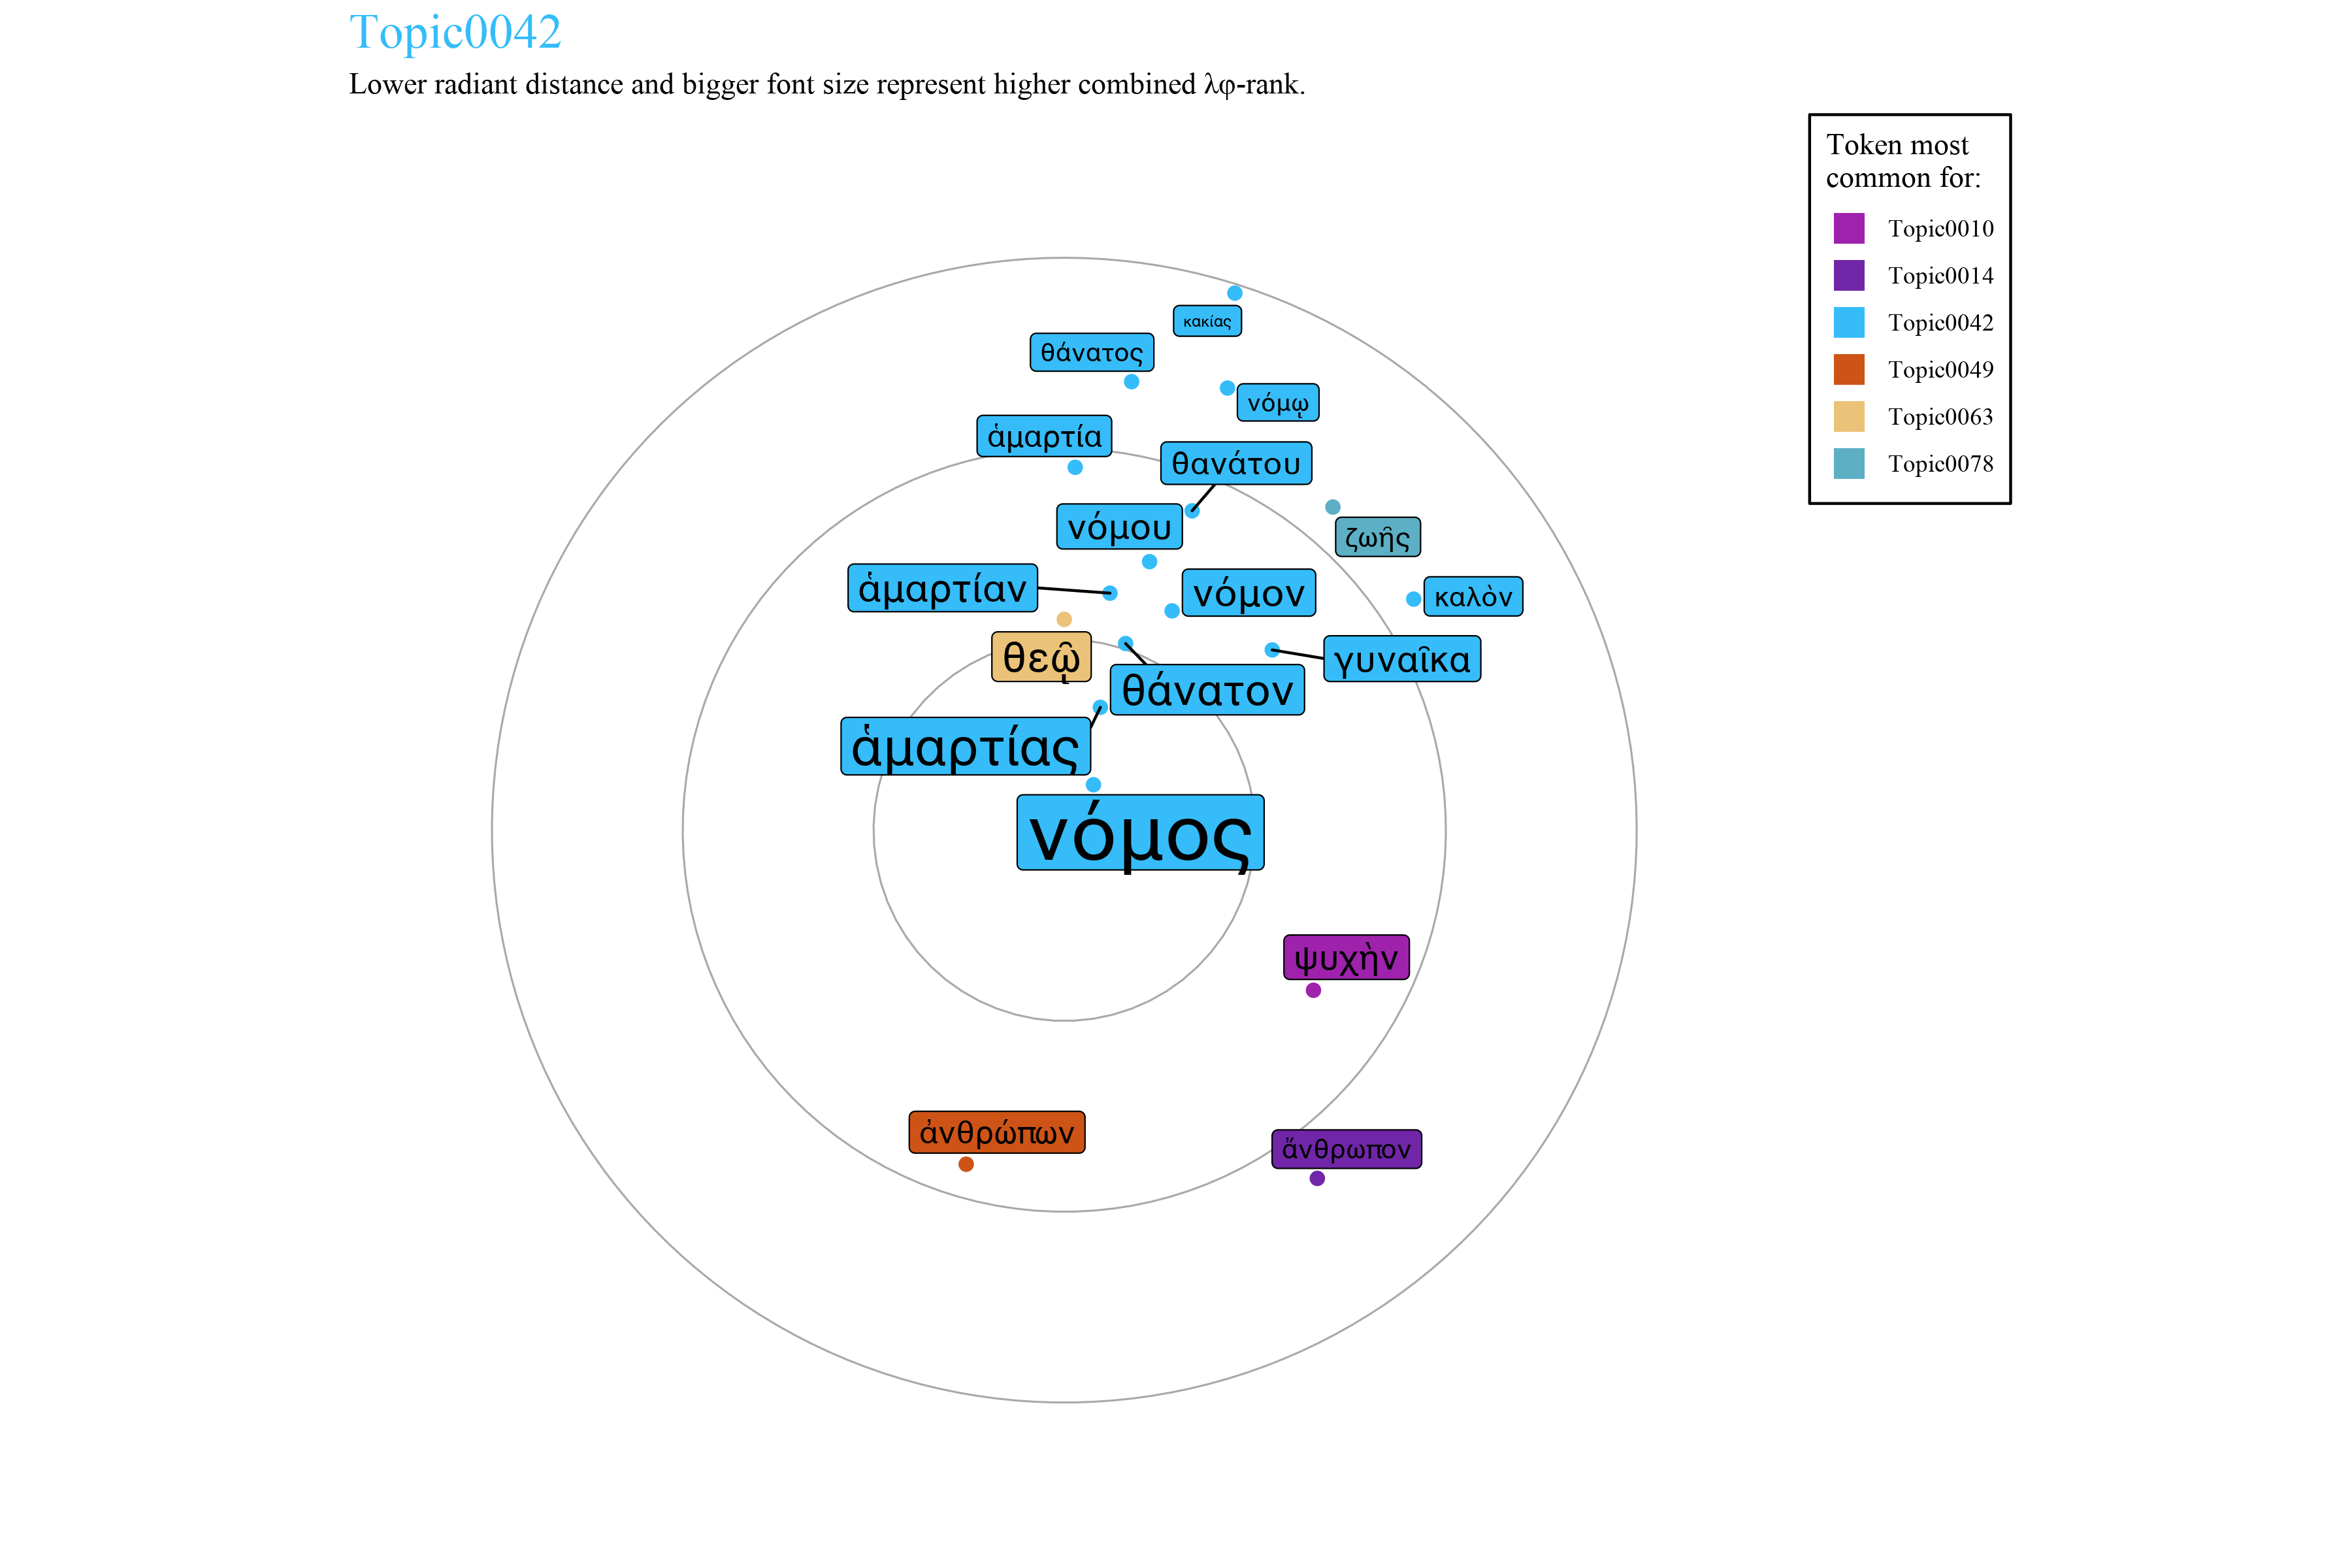 Topic0042
Lower radiant distance and bigger font size represent higher combined λφ-rank.
Token most
common for:
Topic0010
Topic0014
Topic0042
Topic0049
Topic0063
Topic0078
κακίας
θάνατος
νόμῳ
ἁμαρτία
θανάτου
νόμου
ζωῆς
ἁμαρτίαν
νόμον
καλὸν
θεῷ
γυναῖκα
θάνατον
ἁμαρτίας
νόμος
ψυχὴν
ἀνθρώπων
ἄνθρωπον